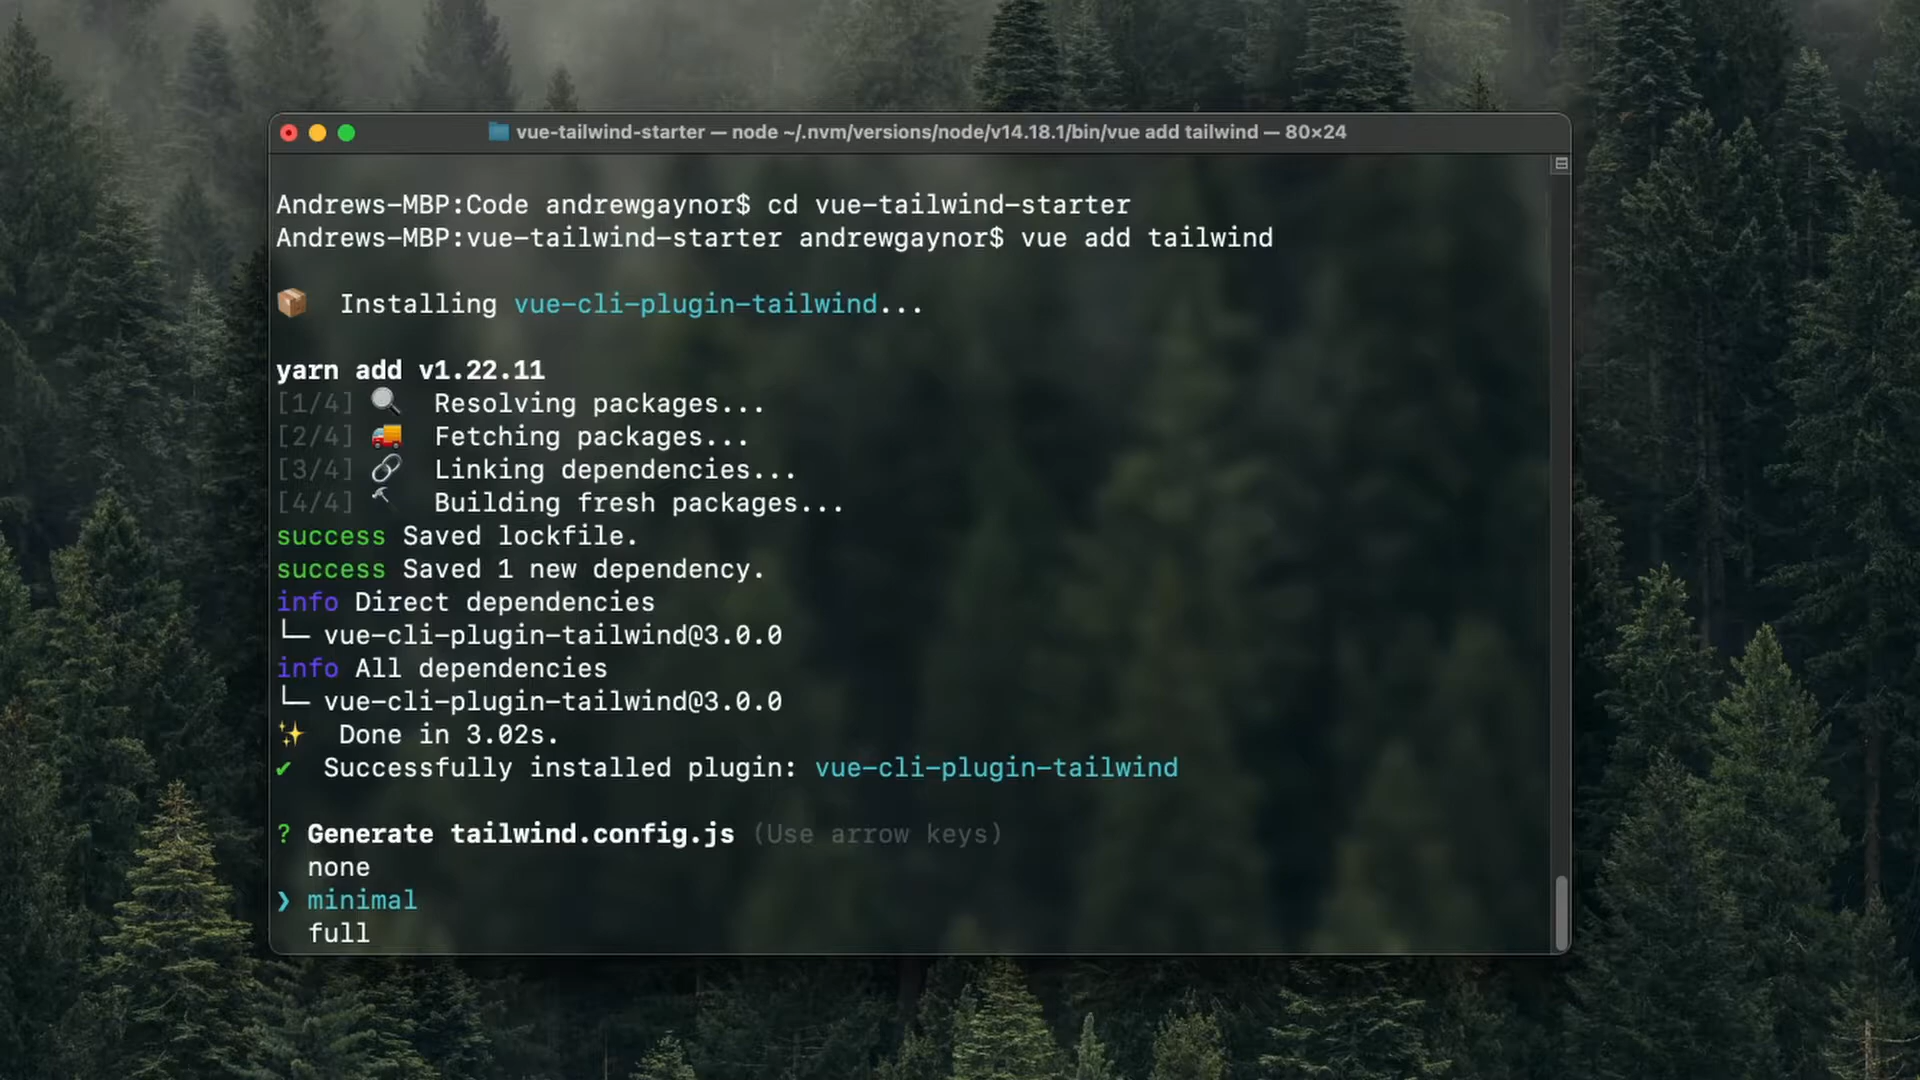 vue-tailwind-starter — node ~/.nvm/versions/node/v14.18.1/bin/vue add tailwind — 80×24
Andrews-MBP:Code andrewgaynor$ cd vue-tailwind-starter
Andrews-MBP:vue-tailwind-starter andrewgaynor$ vue add tailwind
📦  Installing vue-cli-plugin-tailwind...
yarn add v1.22.11
[1/4] 🔍  Resolving packages...
[2/4] 🚚  Fetching packages...
[3/4] 🔗  Linking dependencies...
[4/4] 🔨  Building fresh packages...
success Saved lockfile.
success Saved 1 new dependency.
info Direct dependencies
└─ vue-cli-plugin-tailwind@3.0.0
info All dependencies
└─ vue-cli-plugin-tailwind@3.0.0
✨  Done in 3.02s.
✔  Successfully installed plugin: vue-cli-plugin-tailwind
? Generate tailwind.config.js (Use arrow keys)
none
❯ minimal
full